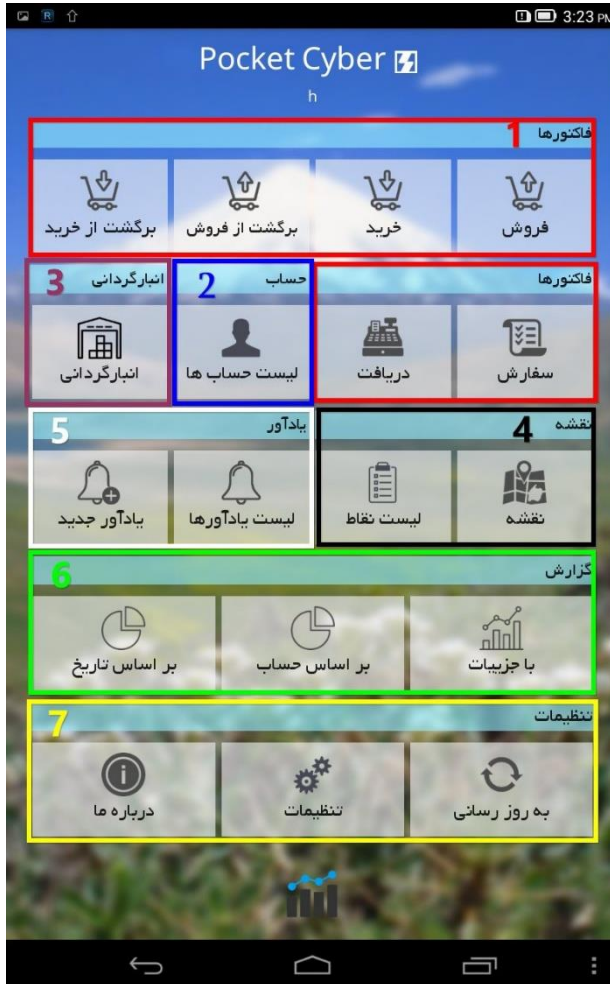 3:23 PM
Pocket Cyber
h
فاکتورها 1
فروش خرید برگشت از فروش برگشت از خرید
فاکتورها حساب 2 انبارگردانی 3
سفارش دریافت لیست حساب ها انبارگردانی
نقشه 4 یادآور 5
نقشه لیست نقاط لیست یادآورها یادآور جدید
گزارش 6
با جزییات بر اساس حساب بر اساس تاریخ
تنظیمات 7
به روز رسانی تنظیمات درباره ما